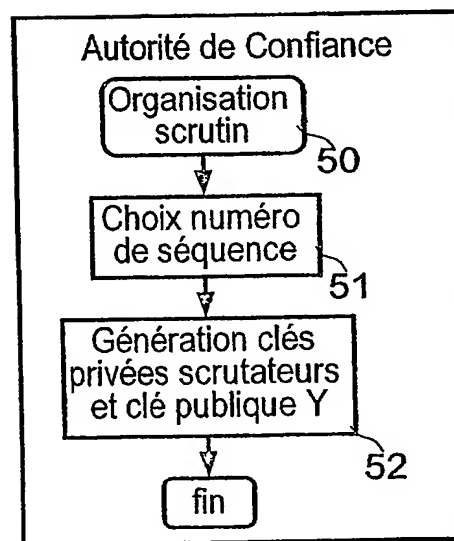 Autorité de Confiance
Organisation
scrutin
50
Choix numéro
de séquence
51
Génération clés
privées scrutateurs
et clé publique Y
52
fin